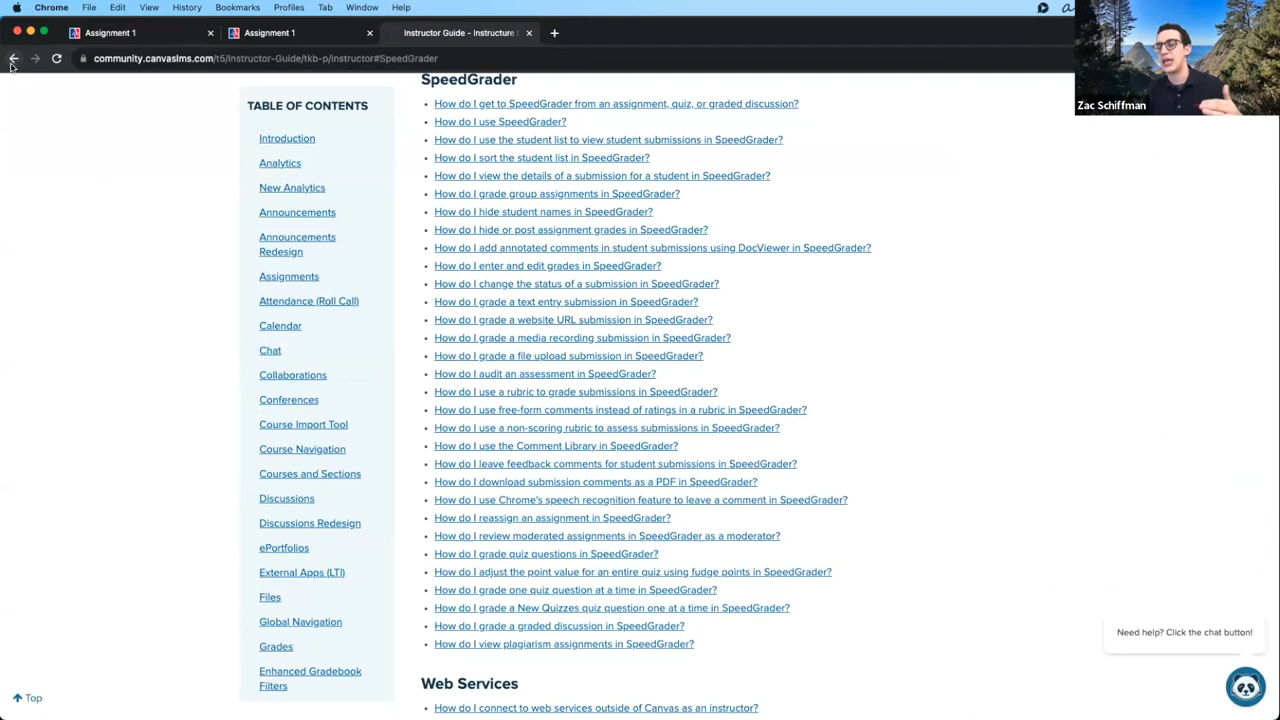 Chrome File Edit View History Bookmarks Profiles Tab Window Help
Assignment 1
Assignment 1
Instructor Guide - Instructure
community.canvaslms.com/t5/Instructor-Guide/tkb-p/Instructor#SpeedGrader
Zac Schiffman
TABLE OF CONTENTS
Introduction
Analytics
New Analytics
Announcements
Announcements
Redesign
Assignments
Attendance (Roll Call)
Calendar
Chat
Collaborations
Conferences
Course Import Tool
Course Navigation
Courses and Sections
Discussions
Discussions Redesign
ePortfolios
External Apps (LTI)
Files
Global Navigation
Grades
Enhanced Gradebook
Filters
Top
SpeedGrader
How do I get to SpeedGrader from an assignment, quiz, or graded discussion?
How do I use SpeedGrader?
How do I use the student list to view student submissions in SpeedGrader?
How do I sort the student list in SpeedGrader?
How do I view the details of a submission for a student in SpeedGrader?
How do I grade group assignments in SpeedGrader?
How do I hide student names in SpeedGrader?
How do I hide or post assignment grades in SpeedGrader?
How do I add annotated comments in student submissions using DocViewer in SpeedGrader?
How do I enter and edit grades in SpeedGrader?
How do I change the status of a submission in SpeedGrader?
How do I grade a text entry submission in SpeedGrader?
How do I grade a website URL submission in SpeedGrader?
How do I grade a media recording submission in SpeedGrader?
How do I grade a file upload submission in SpeedGrader?
How do I audit an assessment in SpeedGrader?
How do I use a rubric to grade submissions in SpeedGrader?
How do I use free-form comments instead of ratings in a rubric in SpeedGrader?
How do I use a non-scoring rubric to assess submissions in SpeedGrader?
How do I use the Comment Library in SpeedGrader?
How do I leave feedback comments for student submissions in SpeedGrader?
How do I download submission comments as a PDF in SpeedGrader?
How do I use Chrome's speech recognition feature to leave a comment in SpeedGrader?
How do I reassign an assignment in SpeedGrader?
How do I review moderated assignments in SpeedGrader as a moderator?
How do I grade quiz questions in SpeedGrader?
How do I adjust the point value for an entire quiz using fudge points in SpeedGrader?
How do I grade one quiz question at a time in SpeedGrader?
How do I grade a New Quizzes quiz question one at a time in SpeedGrader?
How do I grade a graded discussion in SpeedGrader?
How do I view plagiarism assignments in SpeedGrader?
Web Services
How do I connect to web services outside of Canvas as an instructor?
Need help? Click the chat button!